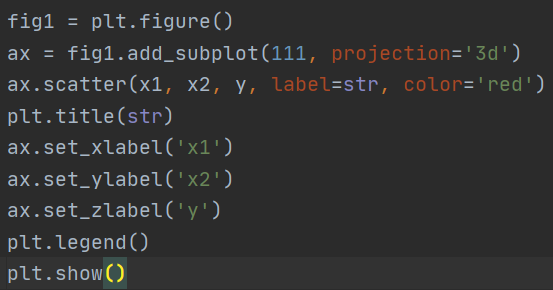 fig1 = plt.figure()
ax = fig1.add_subplot(111, projection='3d')
ax.scatter(x1, x2, y, label=str, color='red')
plt.title(str)
ax.set_xlabel('x1')
ax.set_ylabel('x2')
ax.set_zlabel('y')
plt.legend()
plt.show()